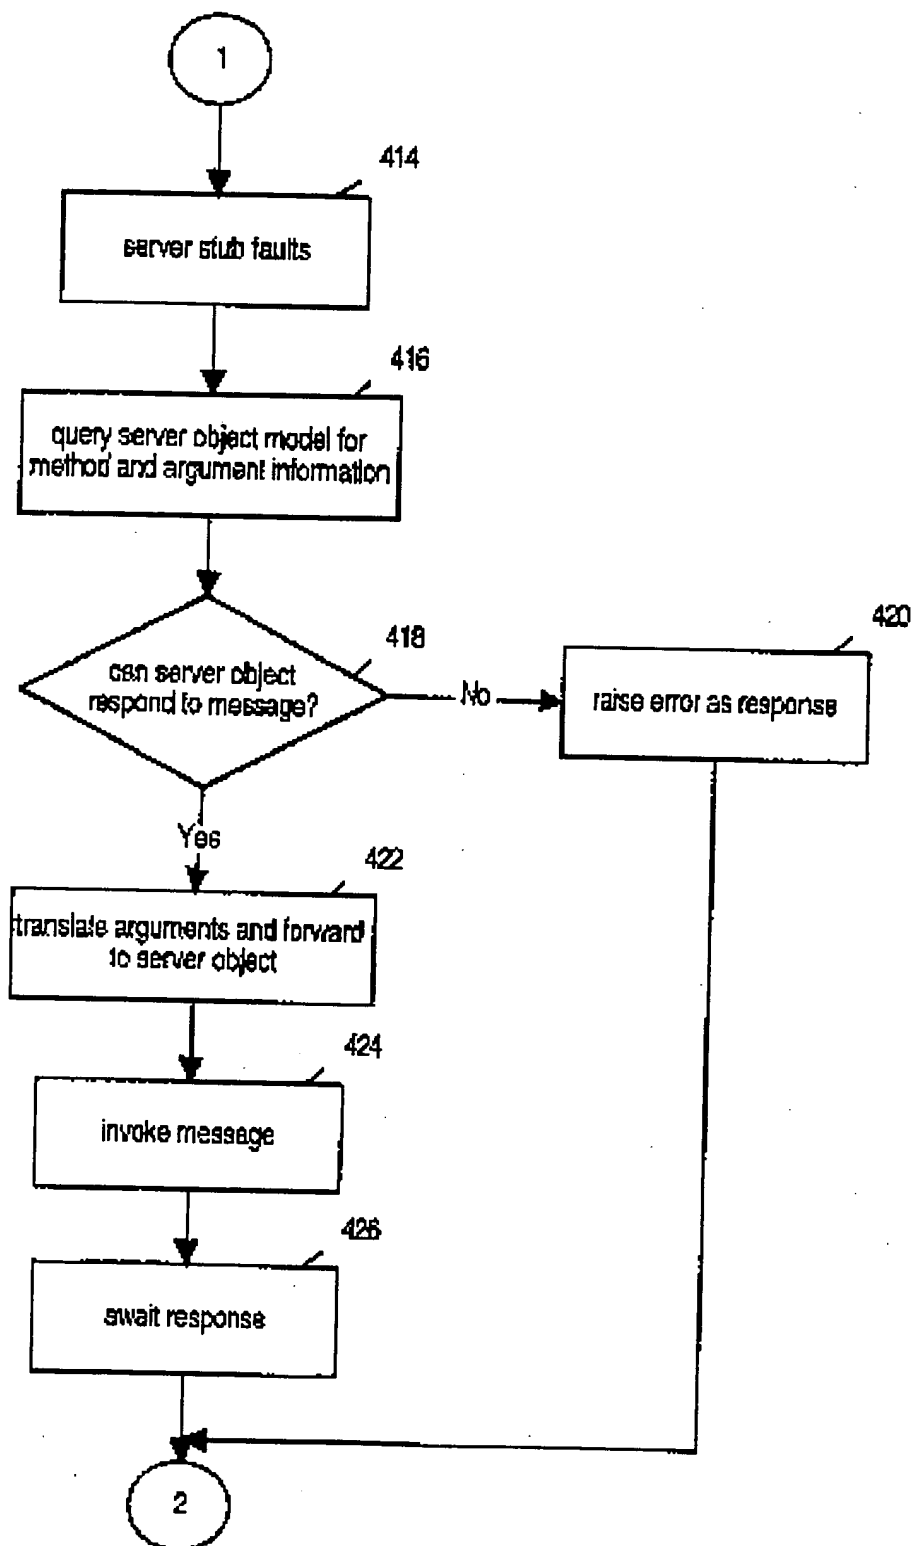 1
414
server stub faults
416
query server object model for
method and argument information
418
can server object
respond to message?
No
420
raise error as response
Yes
422
translate arguments and forward
to server object
424
invoke message
426
await response
2